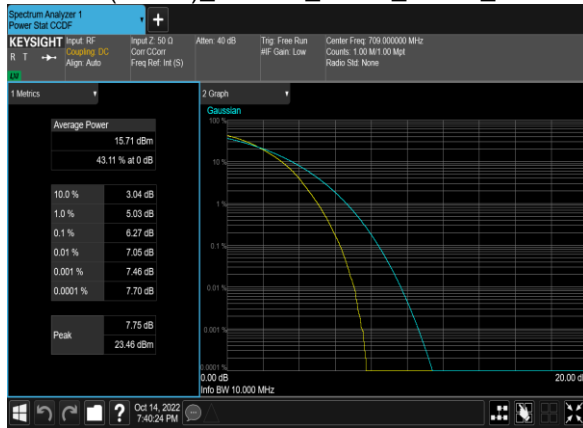 Spectrum Analyzer 1
Power Stat CCDF
KEYSIGHT
R T
Input: RF
Coupling: DC
Align: Auto
Input Z: 50 Ω
Corr CCorr
Freq Ref: Int (S)
Atten: 40 dB
Trig: Free Run
#IF Gain: Low
Center Freq: 709.000000 MHz
Counts: 1.00 M/1.00 Mpt
Radio Std: None
1 Metrics
Average Power
15.71 dBm
43.11 % at 0 dB
10.0 % 3.04 dB
1.0 % 5.03 dB
0.1 % 6.27 dB
0.01 % 7.05 dB
0.001 % 7.46 dB
0.0001 % 7.70 dB
Peak
7.75 dB
23.46 dBm
2 Graph
Gaussian
100 %
10 %
1 %
0.1 %
0.01 %
0.001 %
0.0001 %
0.00 dB
20.00 d
Info BW 10.000 MHz
?
Oct 14, 2022
7:40:24 PM